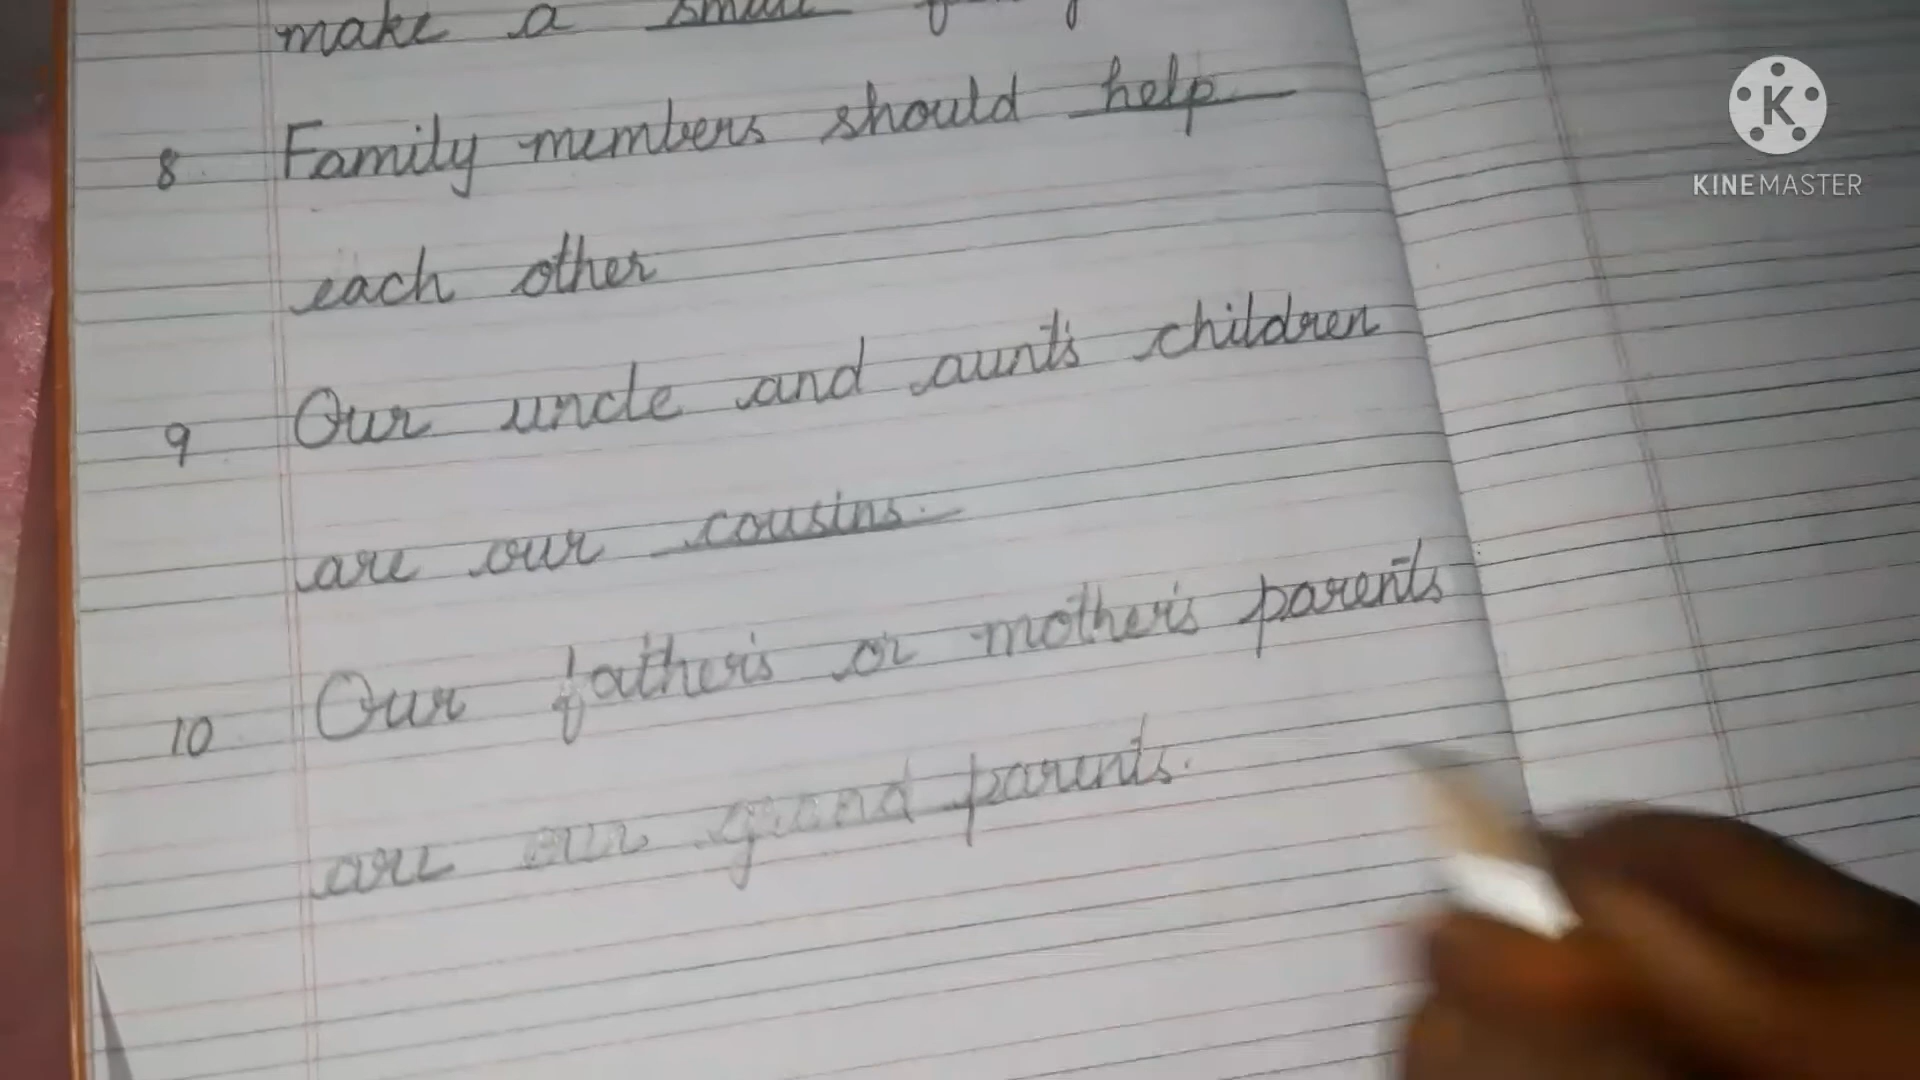 make a small
8 Family members should help
each other
9 Our uncle and aunt's children
are our cousins.
10 Our father's or mother's parents
are our grand parents.
K
KINEMASTER